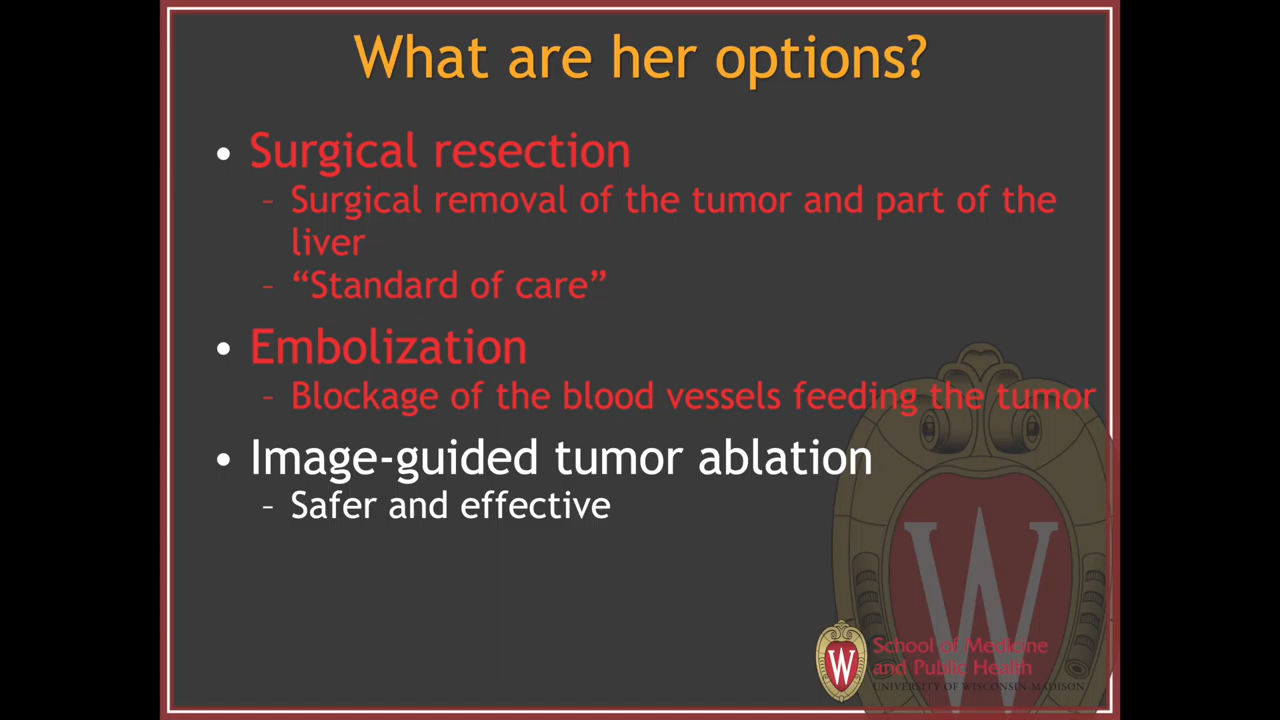 What are her options?
• Surgical resection
– Surgical removal of the tumor and part of the
liver
– “Standard of care”
• Embolization
– Blockage of the blood vessels feeding the tumor
• Image-guided tumor ablation
– Safer and effective
W
W
School of Medicine
and Public Health
UNIVERSITY OF WISCONSIN-MADISON